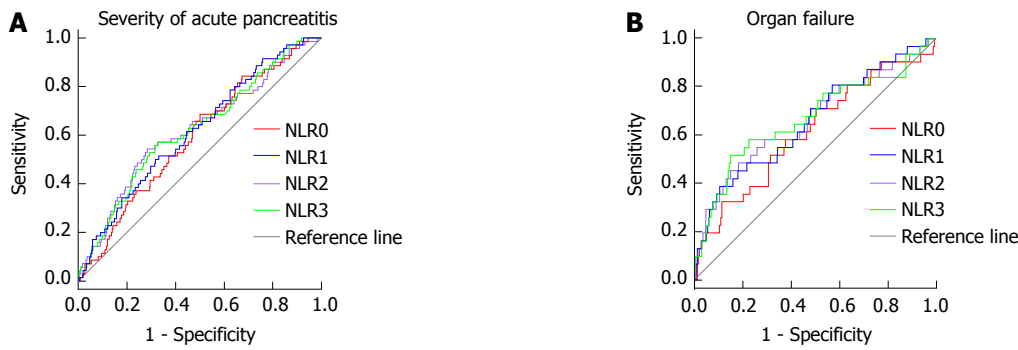 A
Severity of acute pancreatitis
1.0
0.8
0.6
0.4
0.2
0.0
Sensitivity
NLR0
NLR1
NLR2
NLR3
Reference line
0.0 0.2 0.4 0.6 0.8 1.0
1 - Specificity
B
Organ failure
1.0
0.8
0.6
0.4
0.2
0.0
Sensitivity
NLR0
NLR1
NLR2
NLR3
Reference line
0.0 0.2 0.4 0.6 0.8 1.0
1 - Specificity